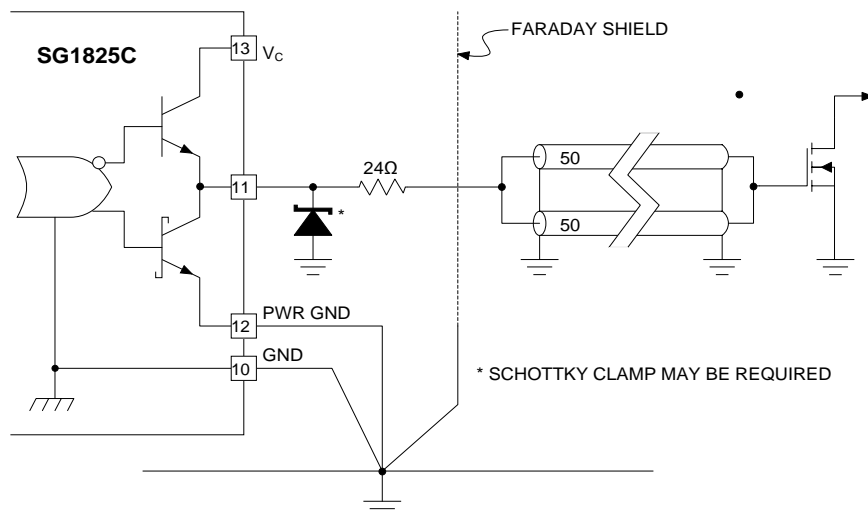 SG1825C
13
VC
FARADAY SHIELD
24Ω
50
11
*
50
12
PWR GND
10
GND
* SCHOTTKY CLAMP MAY BE REQUIRED